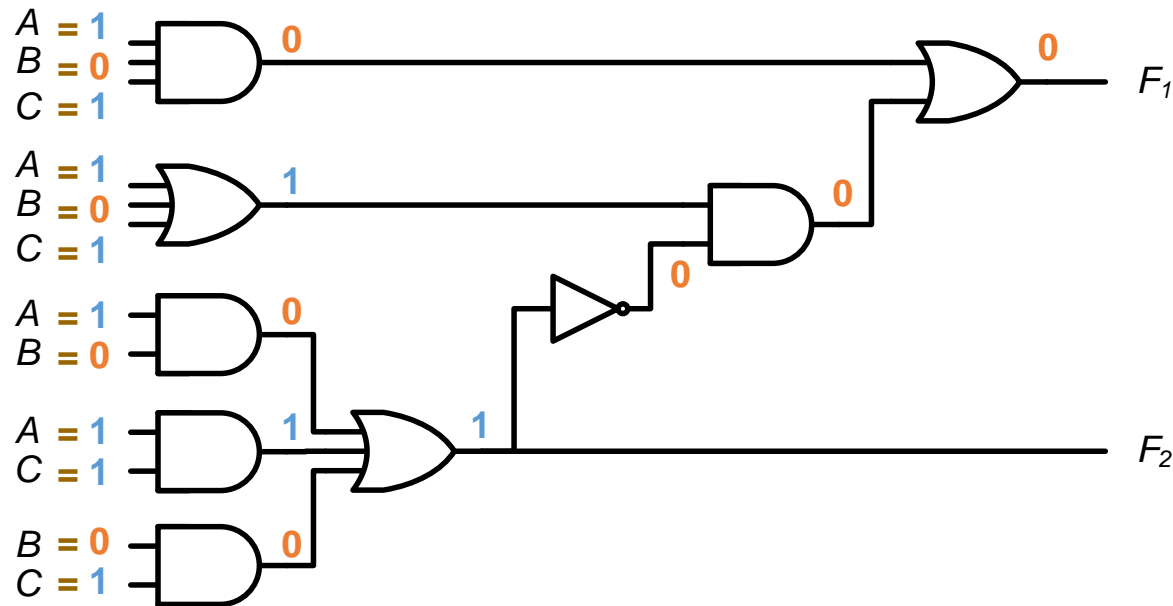 A = 1
B = 0
C = 1
0
0
F1
A = 1
B = 0
C = 1
1
0
0
A = 1
B = 0
0
A = 1
C = 1
1
1
F2
B = 0
C = 1
0